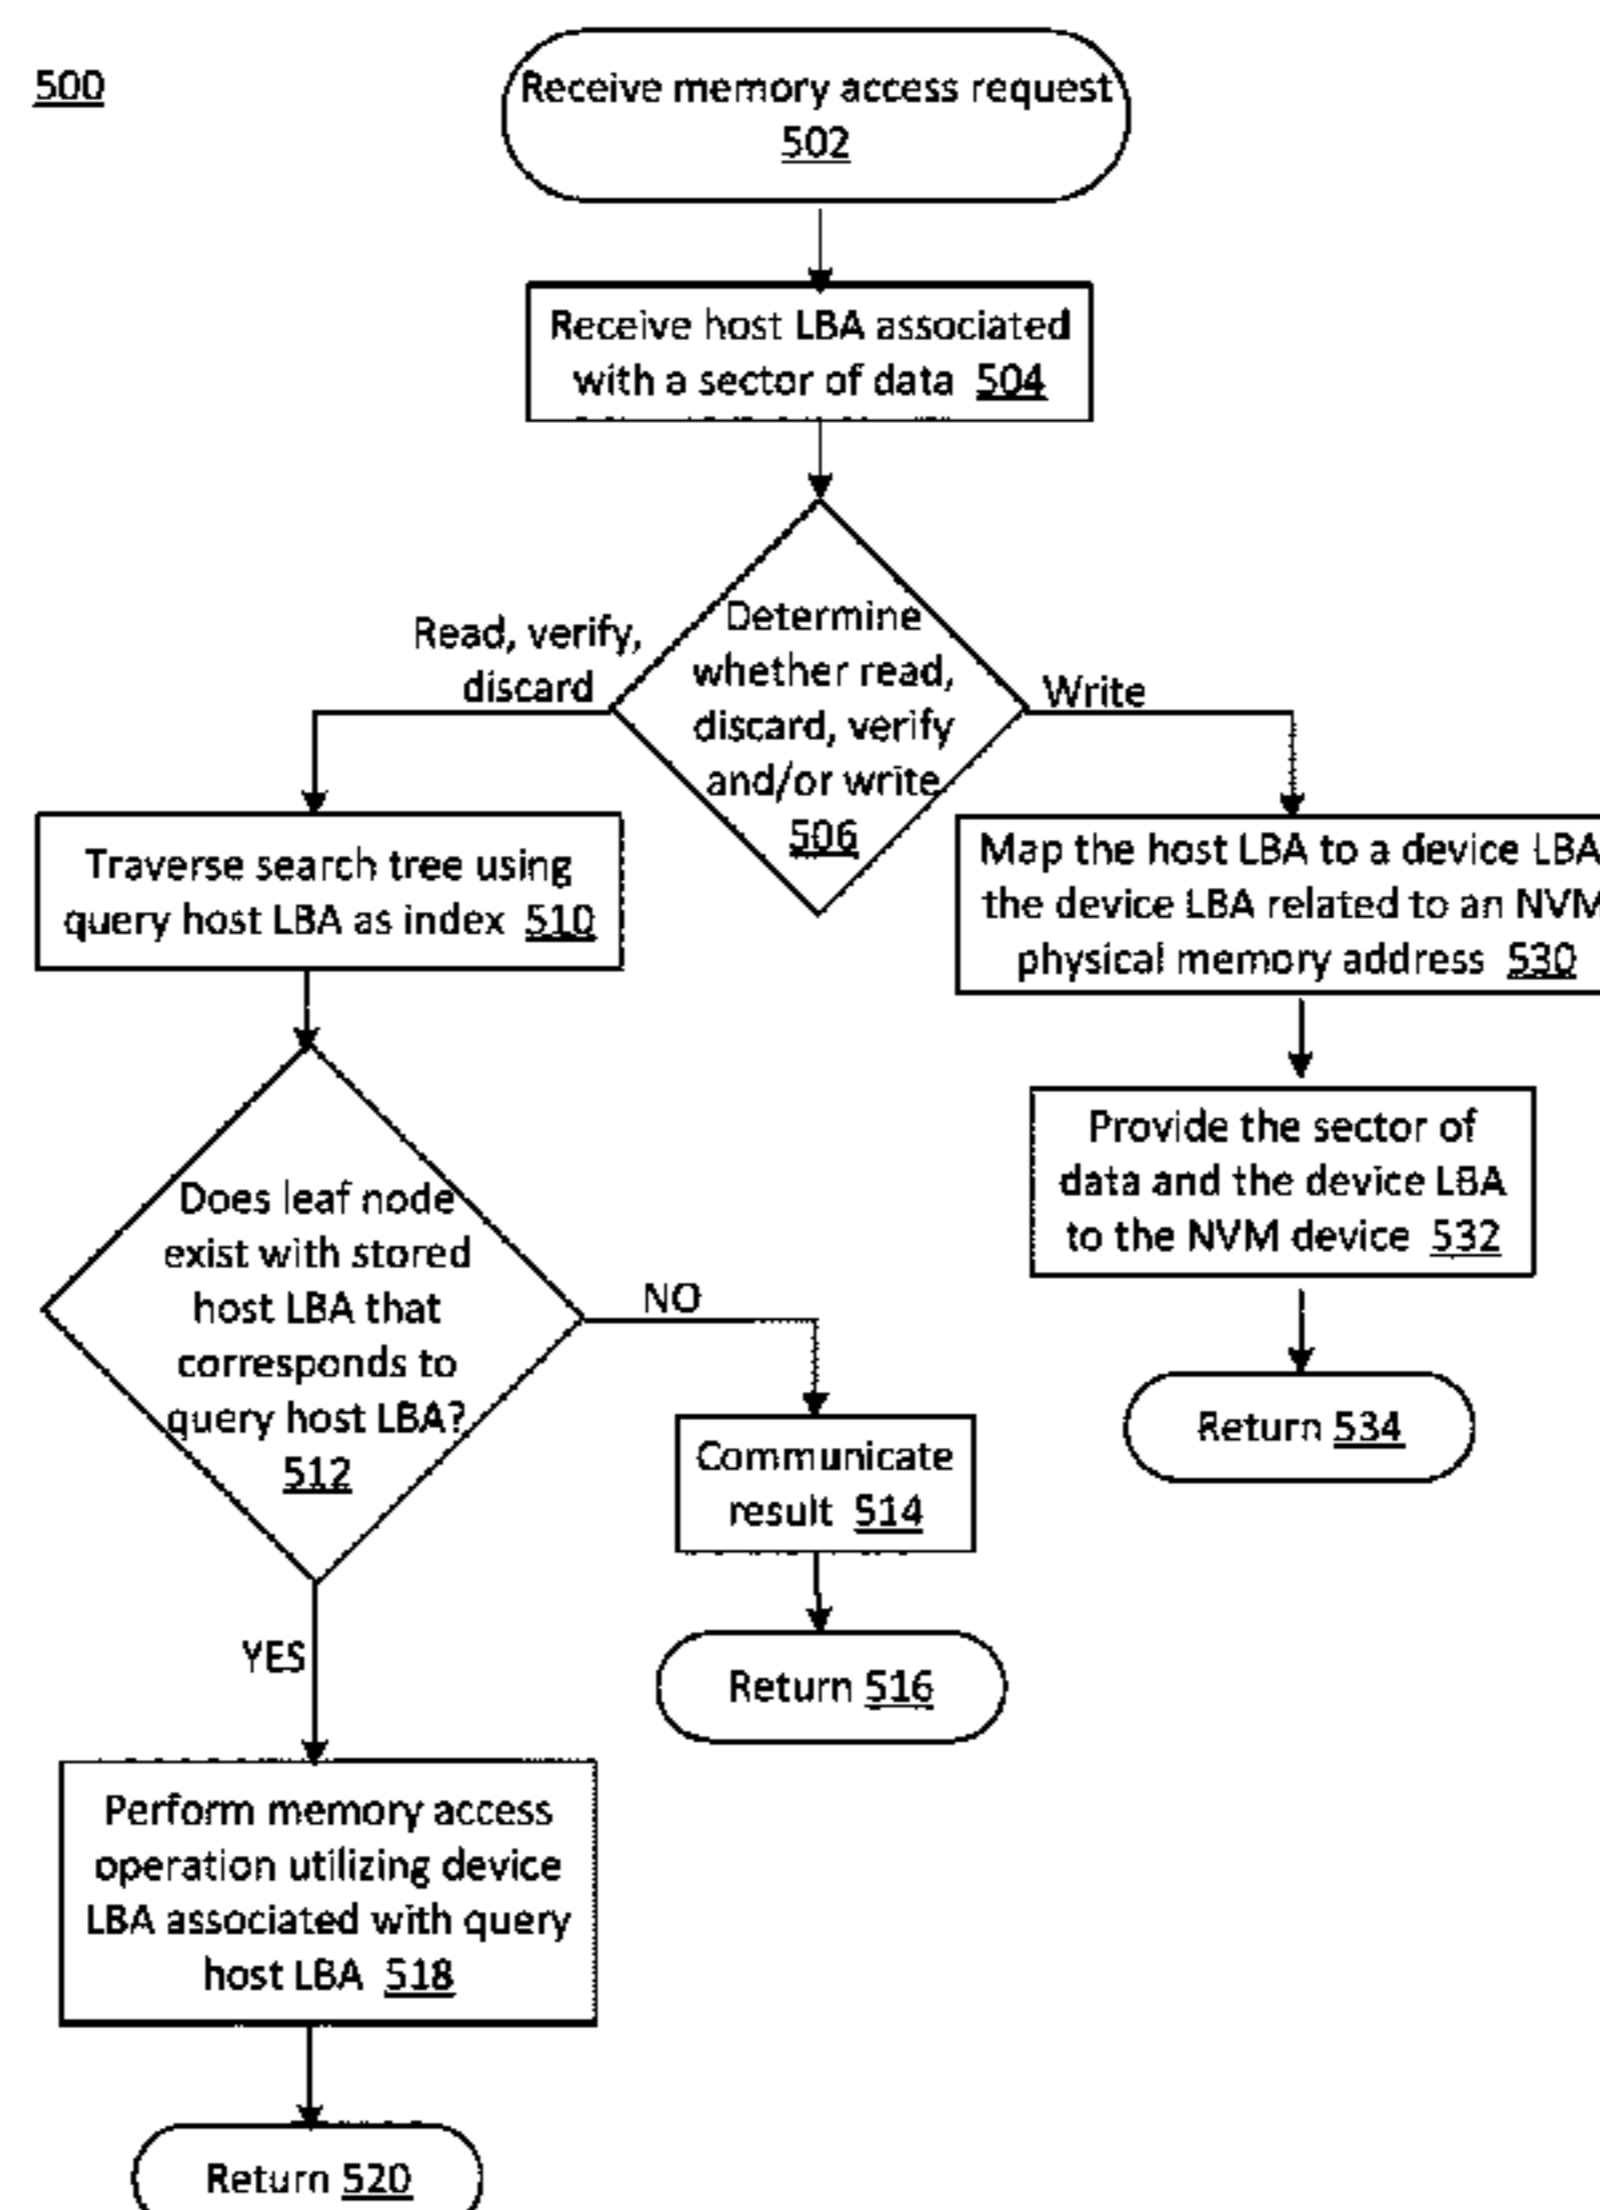 500
Receive memory access request
502
Receive host LBA associated
with a sector of data 504
Determine
whether read,
discard, verify
and/or write
506
Read, verify,
discard
Write
Traverse search tree using
query host LBA as index 510
Map the host LBA to a device LBA
the device LBA related to an NVM
physical memory address 530
Provide the sector of
data and the device LBA
to the NVM device 532
Return 534
Does leaf node
exist with stored
host LBA that
corresponds to
query host LBA?
512
NO
Communicate
result 514
Return 516
YES
Perform memory access
operation utilizing device
LBA associated with query
host LBA 518
Return 520